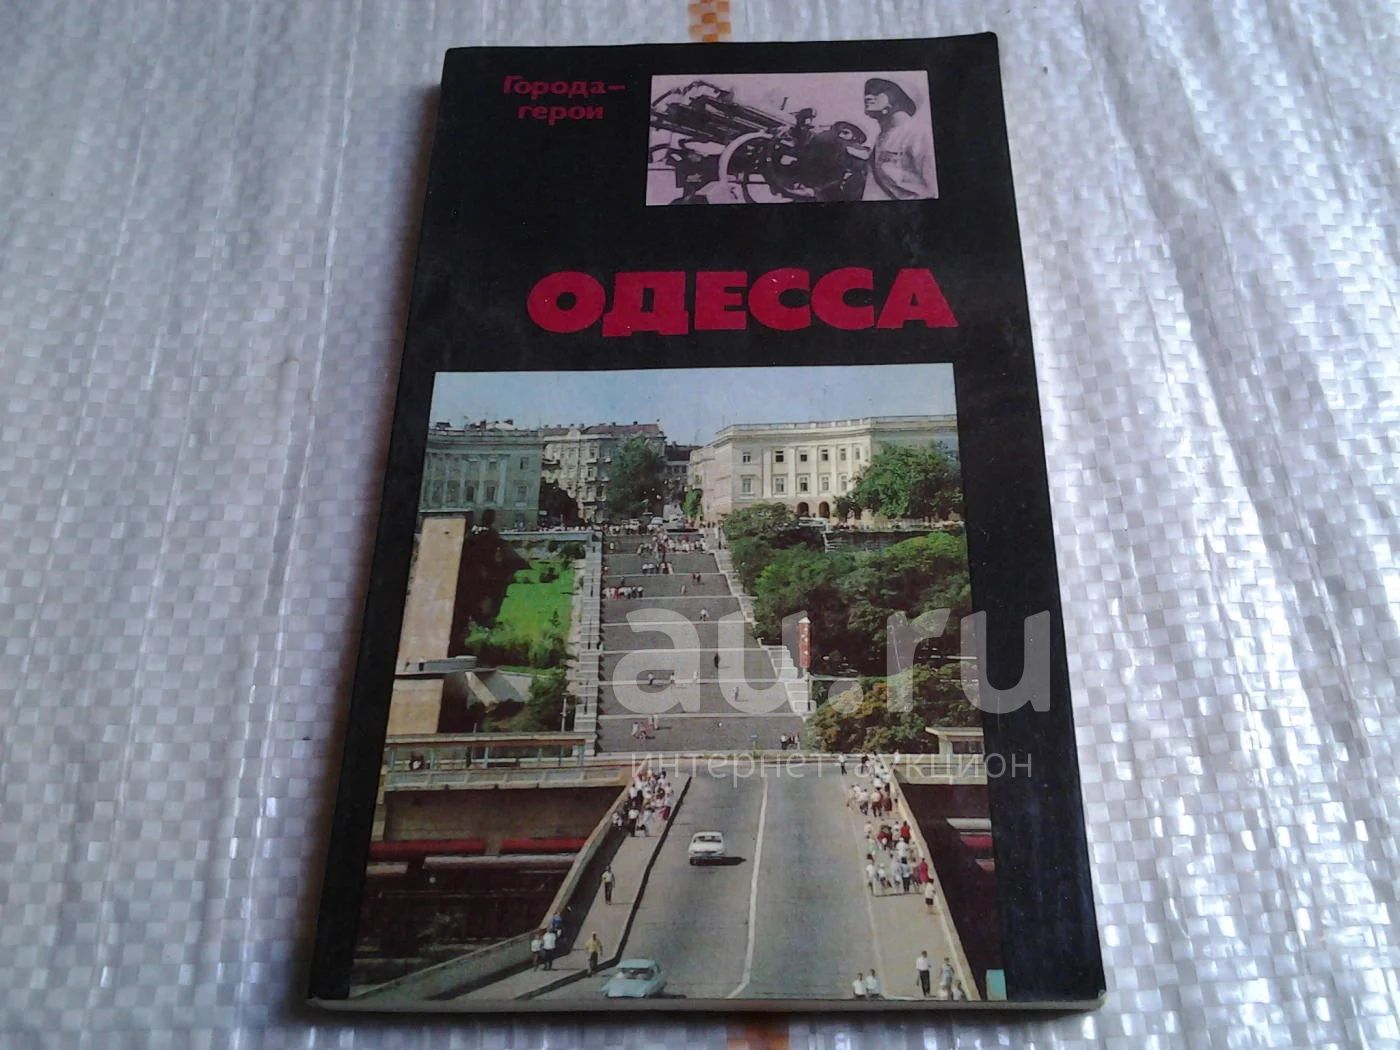 Города-
герои
ОДЕССА
au.ru
интернет аукцион